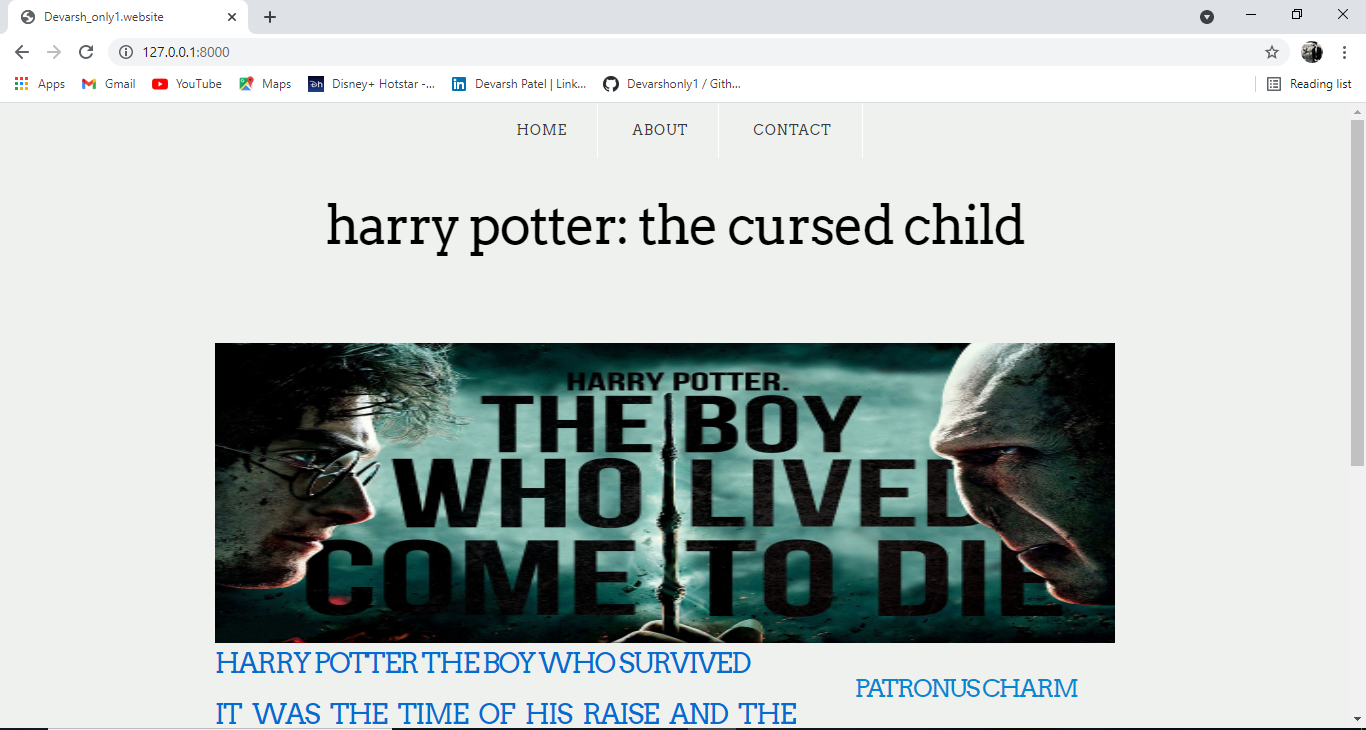 Devarsh_only1.website
127.0.0.1:8000
Apps Gmail YouTube Maps Disney+ Hotstar -... Devarsh Patel | Link... Devarshonly1 / Gith... Reading list
HOME ABOUT CONTACT
harry potter: the cursed child
HARRY POTTER.
THE BOY
WHO LIVED
COME TO DIE
HARRY POTTER THE BOY WHO SURVIVED
PATRONUS CHARM
IT WAS THE TIME OF HIS RAISE AND THE